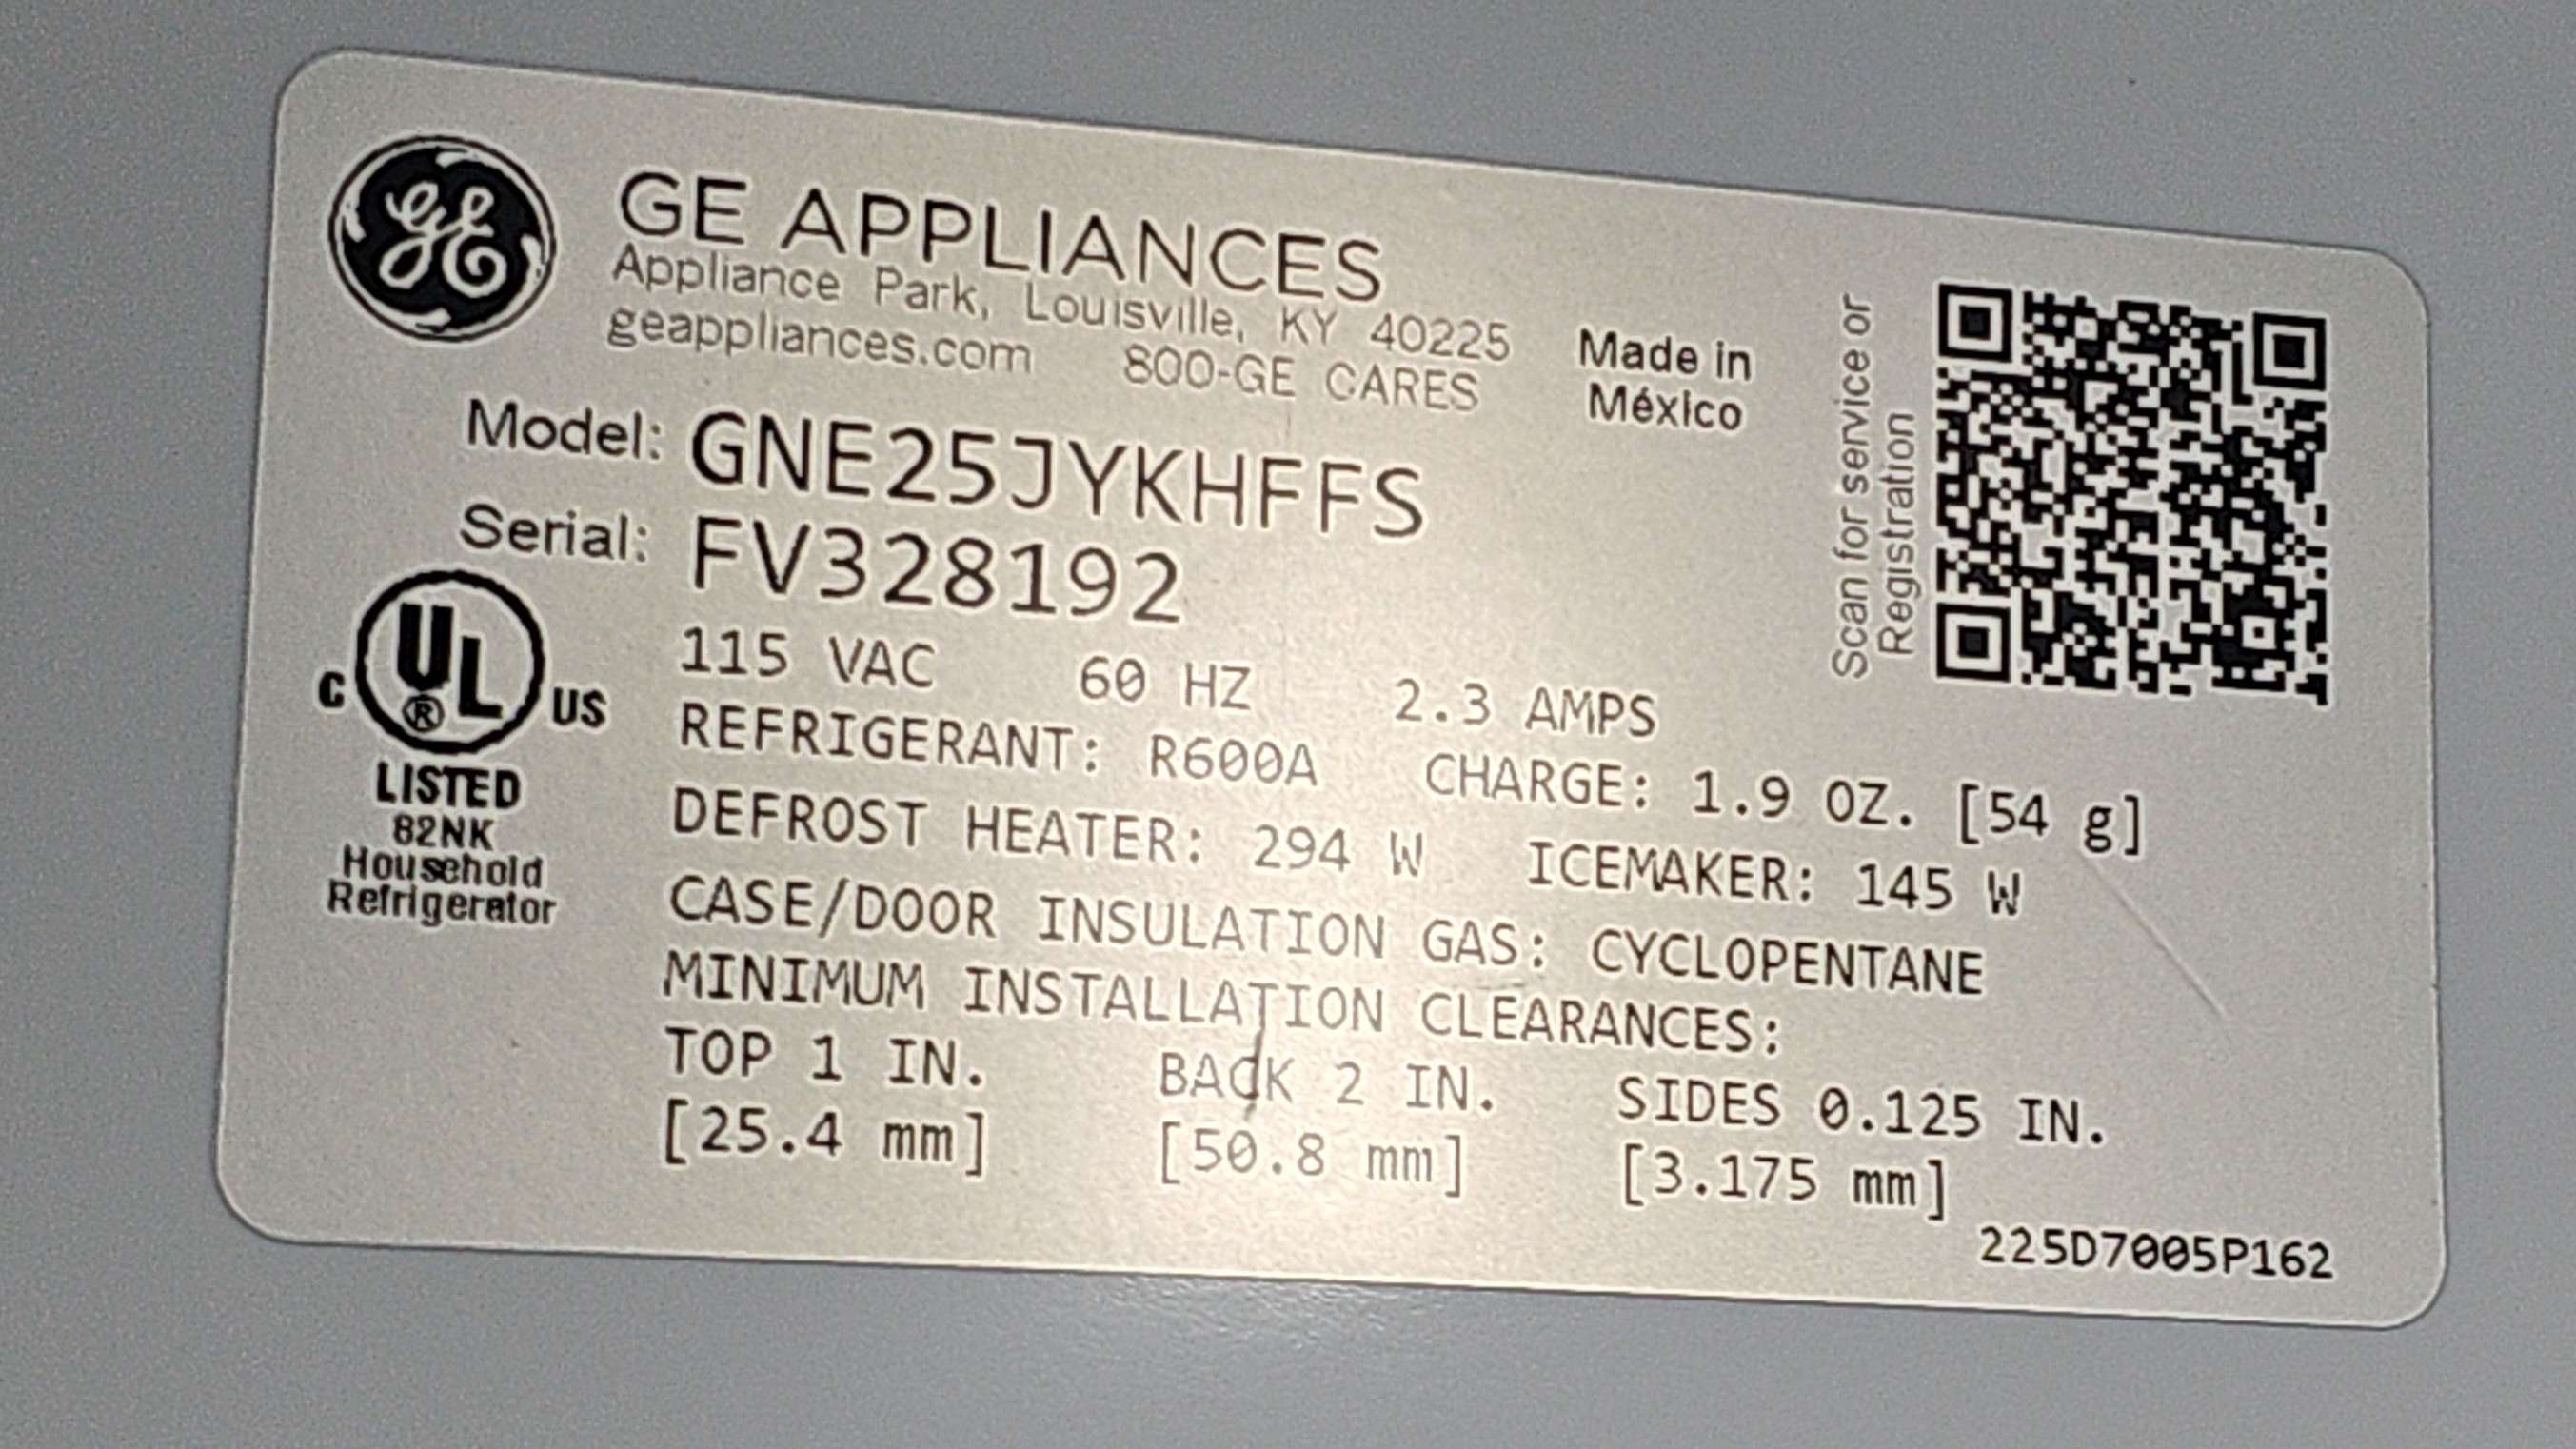 GE
GE APPLIANCES
Appliance Park, Louisville, KY 40225
geappliances.com 800-GE CARES
Made in
México
Scan for service or
Registration
Model: GNE25JYKHFFS
Serial: FV328192
C UL ® US
LISTED
82NK
Household
Refrigerator
115 VAC 60 HZ 2.3 AMPS
REFRIGERANT: R600A CHARGE: 1.9 OZ. [54 g]
DEFROST HEATER: 294 W ICEMAKER: 145 W
CASE/DOOR INSULATION GAS: CYCLOPENTANE
MINIMUM INSTALLATION CLEARANCES:
TOP 1 IN. BACK 2 IN. SIDES 0.125 IN.
[25.4 mm] [50.8 mm] [3.175 mm]
225D7005P162